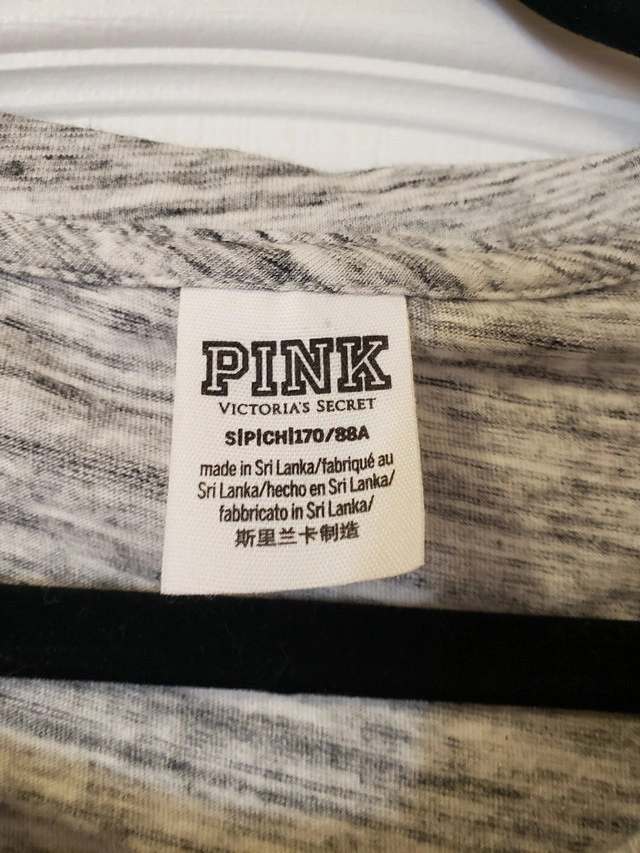 PINK
VICTORIA'S SECRET
S|P|CH|170/88A
made in Sri Lanka/fabriqué au
Sri Lanka/hecho en Sri Lanka/
fabbricato in Sri Lanka/
斯里兰卡制造